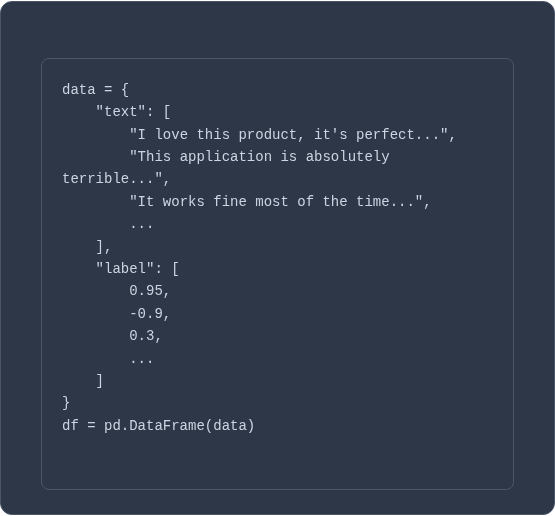 data = {
    "text": [
        "I love this product, it's perfect...",
        "This application is absolutely
terrible...",
        "It works fine most of the time...",
        ...
    ],
    "label": [
        0.95,
        -0.9,
        0.3,
        ...
    ]
}
df = pd.DataFrame(data)